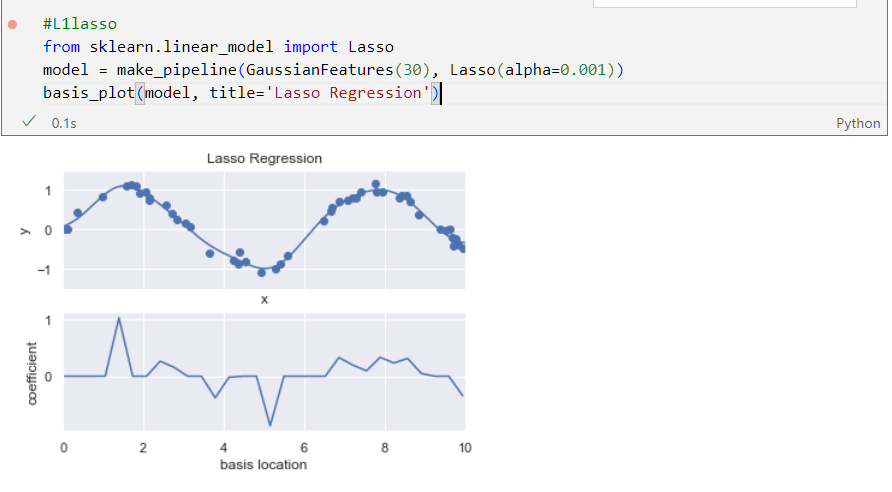 #L1lasso
from sklearn.linear_model import Lasso
model = make_pipeline(GaussianFeatures(30), Lasso(alpha=0.001))
basis_plot(model, title='Lasso Regression')
0.1s
Python
Lasso Regression
1
0
−1
y
x
1
0
coefficient
0 2 4 6 8 10
basis location